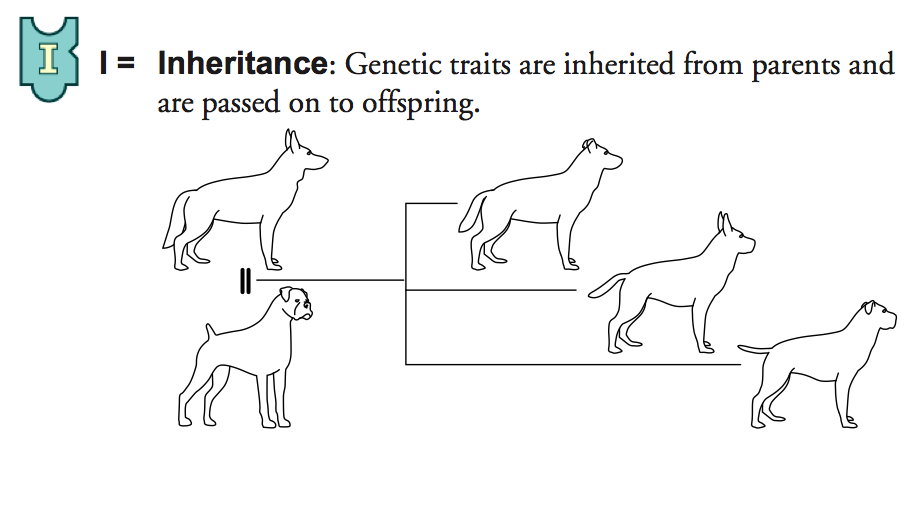 I
I = Inheritance: Genetic traits are inherited from parents and
are passed on to offspring.